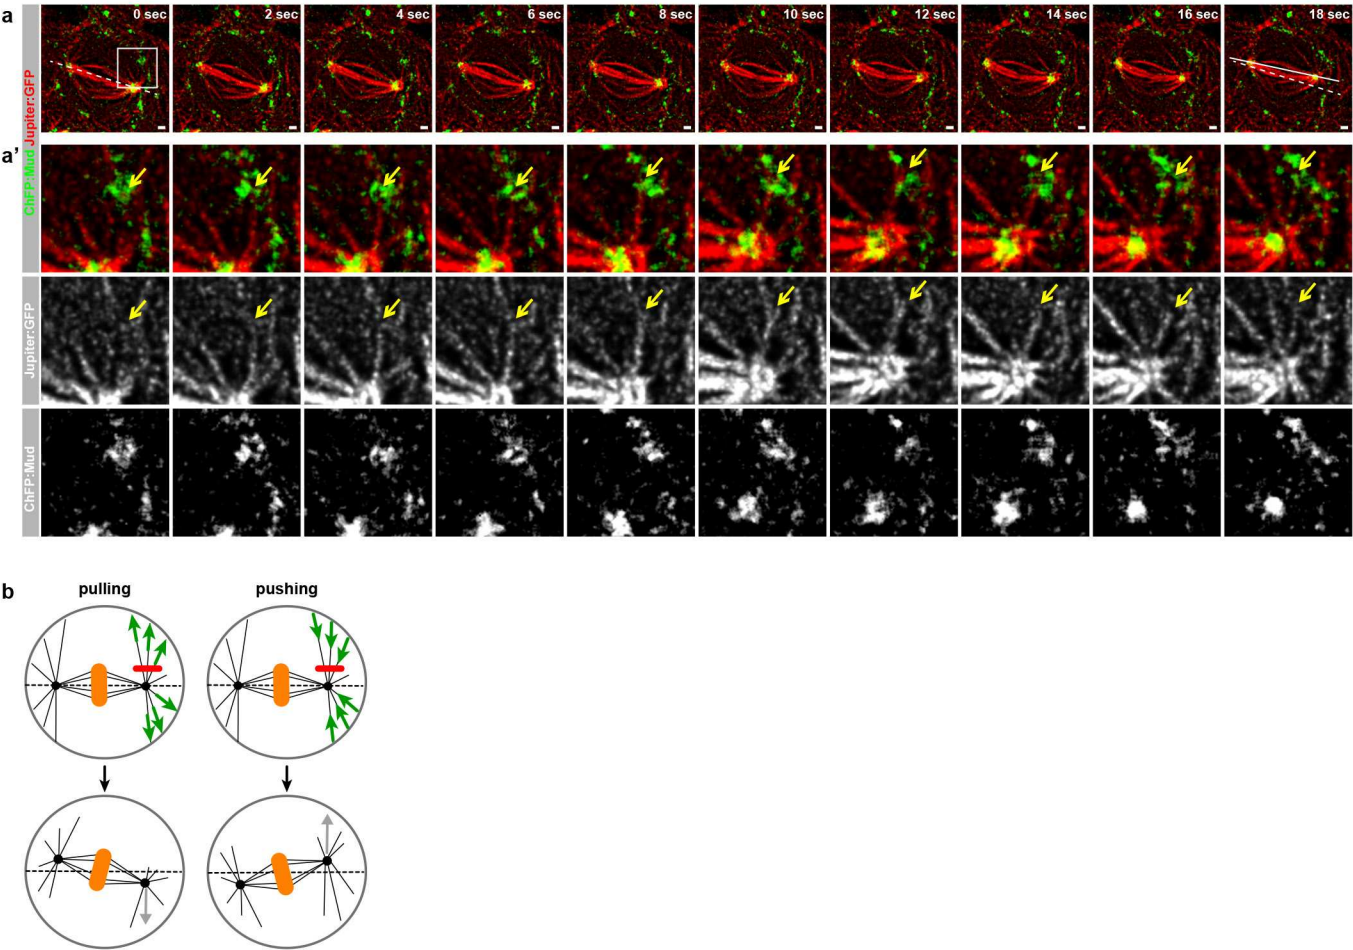 a
0 sec
2 sec
4 sec
6 sec
8 sec
10 sec
12 sec
14 sec
16 sec
18 sec
a’
ChFP:Mud Jupiter:GFP
Jupiter:GFP
ChFP:Mud
b
pulling
pushing